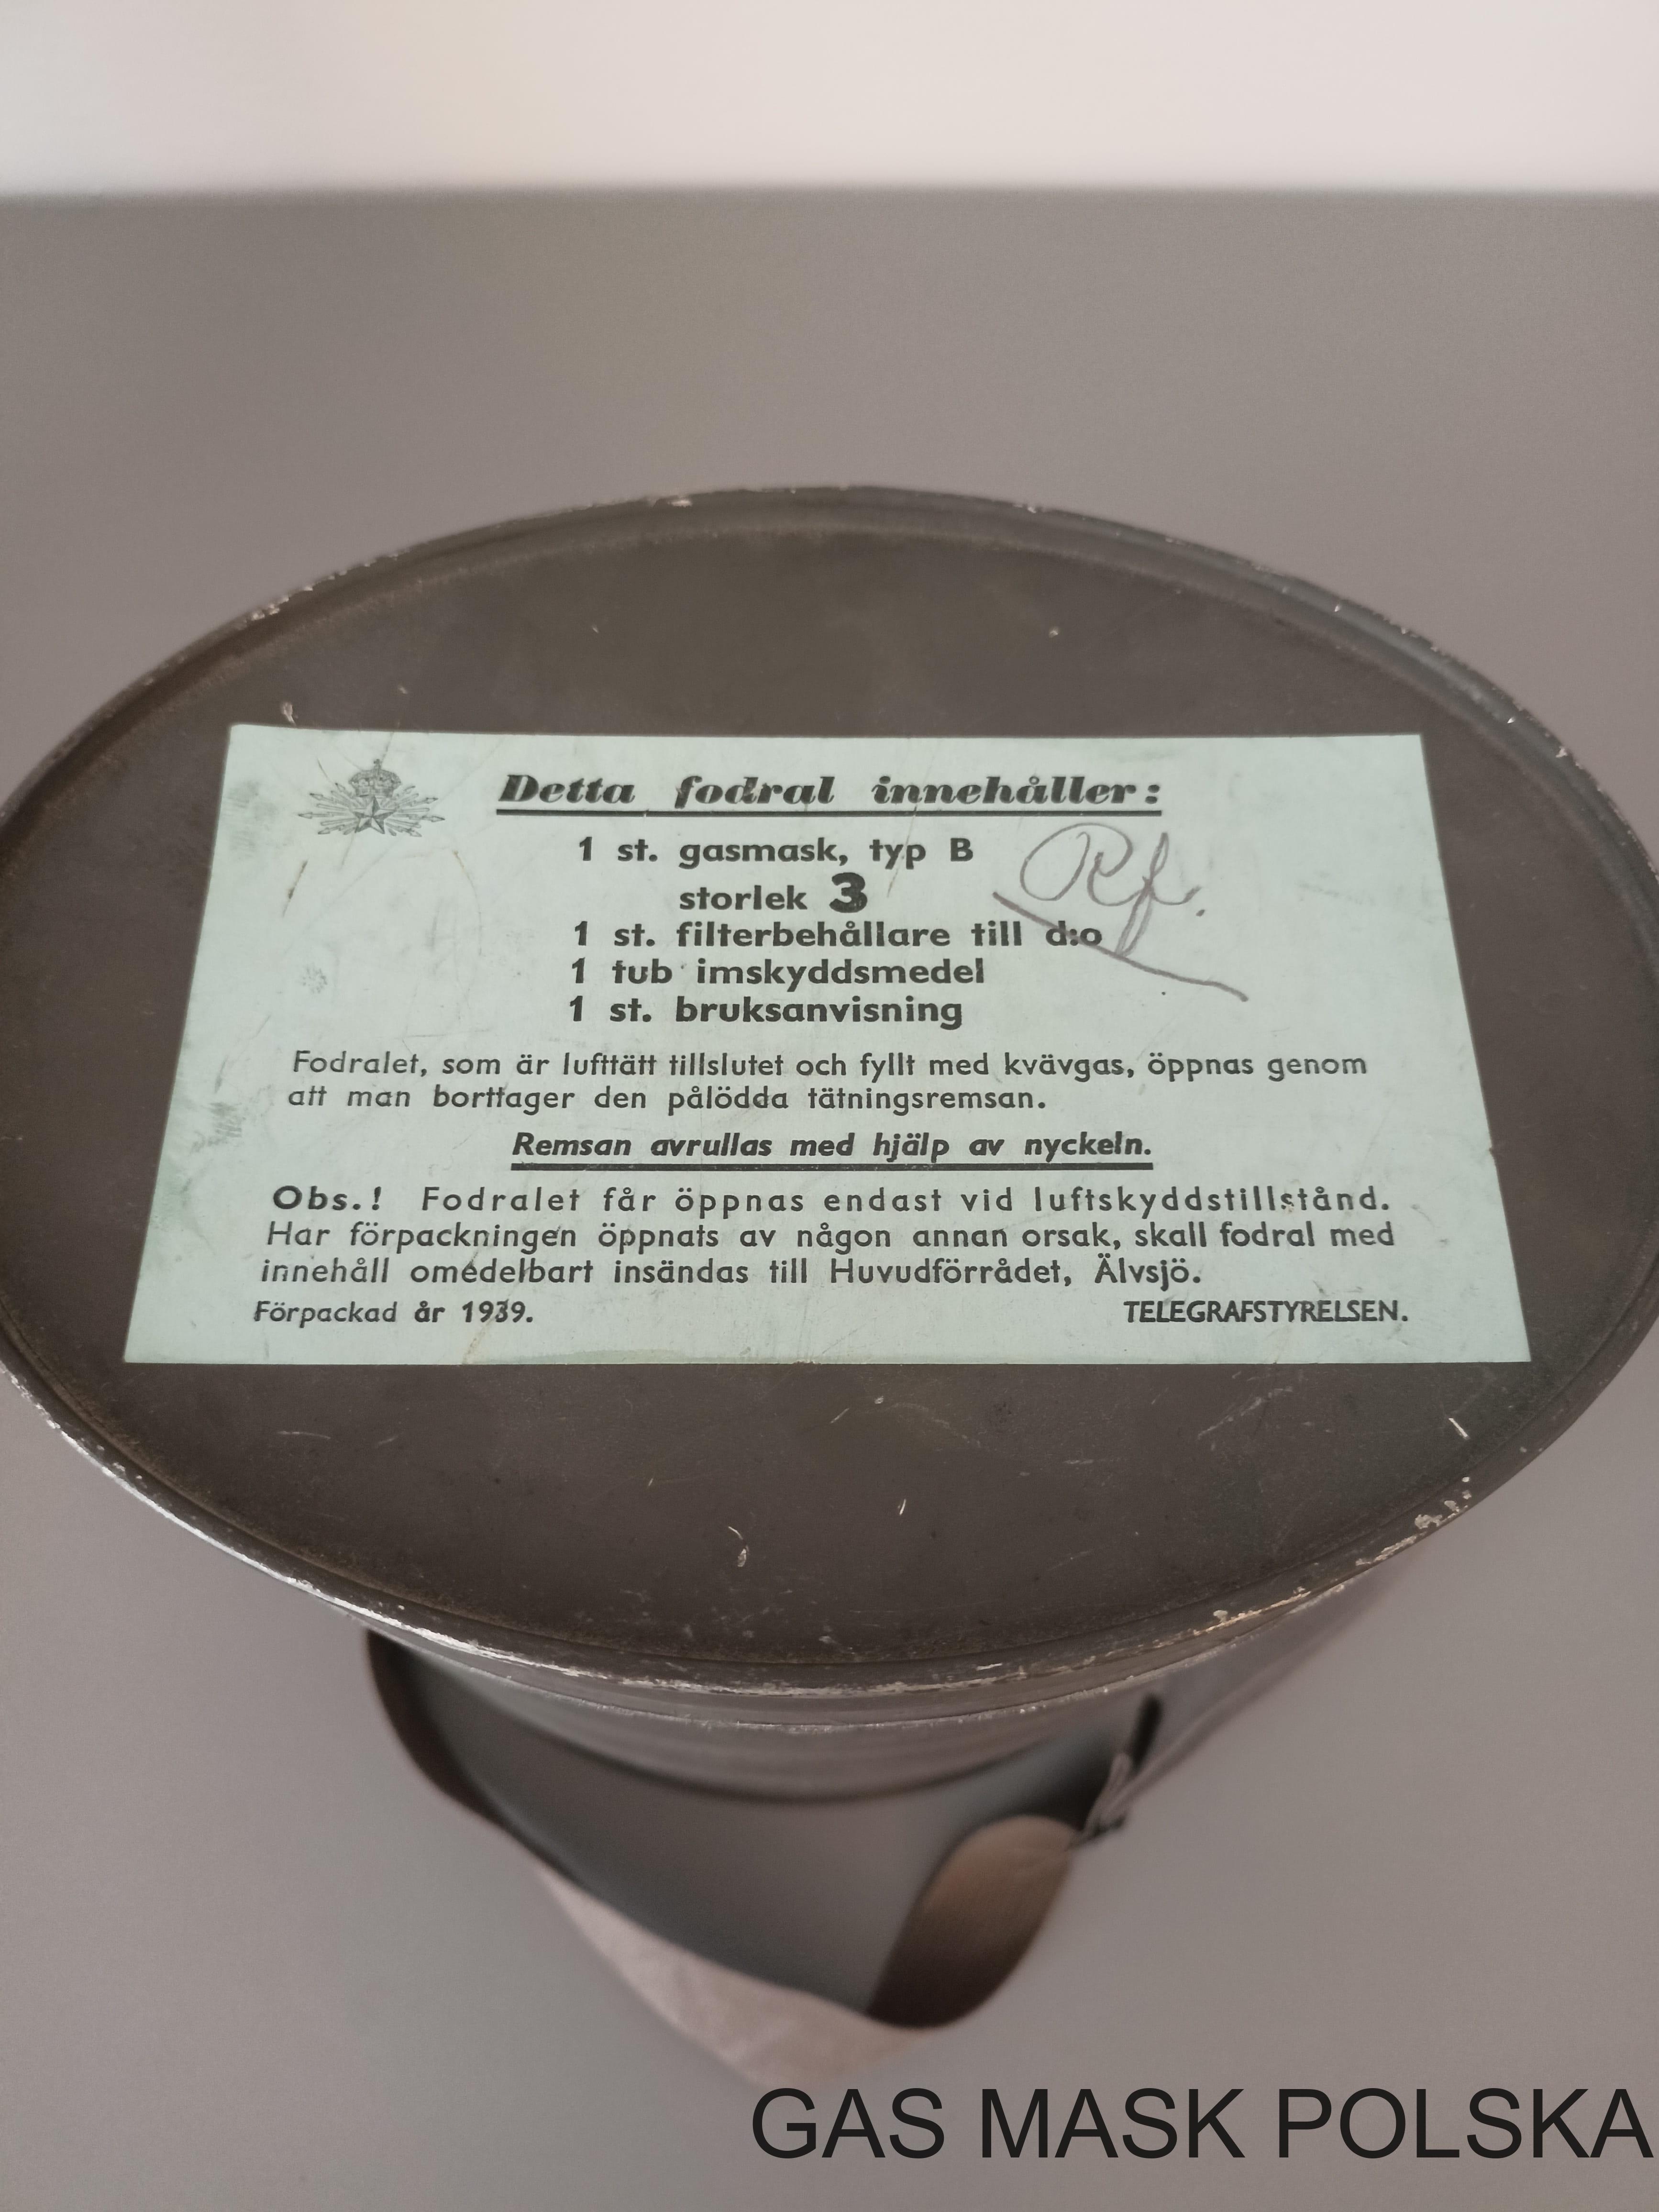 Detta fodral innehåller:
1 st. gasmask, typ B
storlek 3
Rf.
1 st. filterbehållare till d:o
1 tub imskyddsmedel
1 st. bruksanvisning
Fodralet, som är lufttätt tillslutet och fyllt med kvävgas, öppnas genom
att man borttager den pålödda tätningsremsan.
Remsan avrullas med hjälp av nyckeln.
Obs.! Fodralet får öppnas endast vid luftskyddstillstånd.
Har förpackningen öppnats av någon annan orsak, skall fodral med
innehåll omedelbart insändas till Huvudförrådet, Älvsjö.
Förpackad år 1939. TELEGRAFSTYRELSEN.
GAS MASK POLSKA